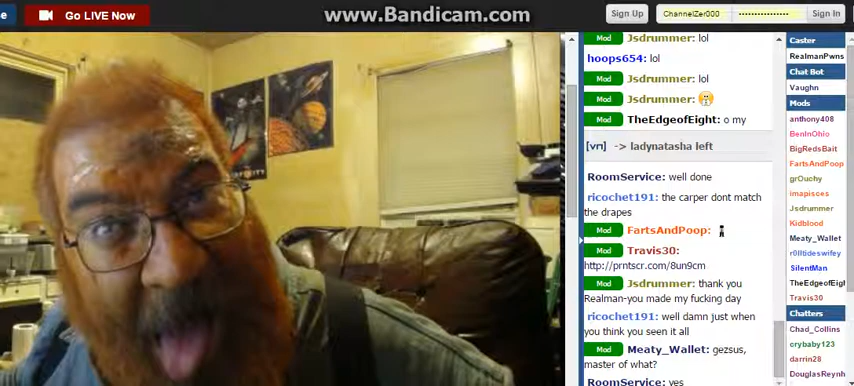 Go LIVE Now
www.Bandicam.com
Sign Up
ChannelZer000
Sign In
Mod Jsdrummer: lol
hoops654: lol
Mod Jsdrummer: lol
Mod Jsdrummer:
Mod TheEdgeofEight: o my
-> ladynatasha left
RoomService: well done
ricochet191: the carper dont match
the drapes
Mod FartsAndPoop:
Mod Travis30:
http://prntscr.com/8un9cm
Mod Jsdrummer: thank you
Realman-you made my fucking day
ricochet191: well damn just when
you think you seen it all
Mod Meaty_Wallet: gezsus,
master of what?
RoomService: yes
Caster
RealmanPwns
Chat Bot
Vaughn
Mods
anthony408
BenInOhio
BigRedsBait
FartsAndPoop
grOuchy
imapisces
Jsdrummer
Kidblood
Meaty_Wallet
r0lltideswifey
SilentMan
TheEdgeofEigh
Travis30
Chatters
Chad_Collins
crybaby123
darrin28
DouglasReynh